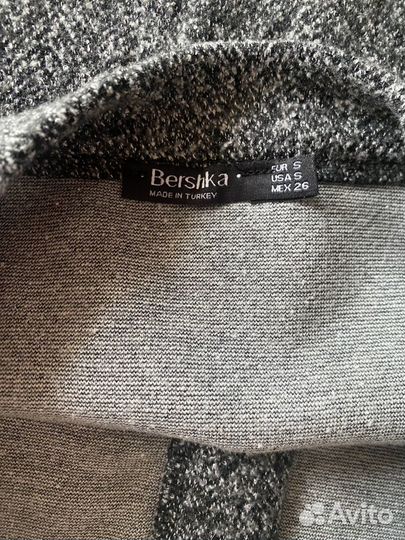 Bershka
MADE IN TURKEY
EUR S
USA S
MEX 26
Avito